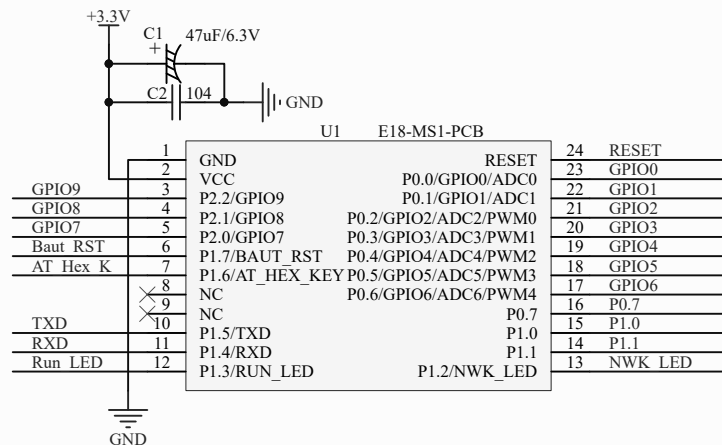 +3.3V
C1 47uF/6.3V
+
C2 104
GND
U1 E18-MS1-PCB
1 GND RESET 24 RESET
2 VCC P0.0/GPIO0/ADC0 23 GPIO0
GPIO9 3 P2.2/GPIO9 P0.1/GPIO1/ADC1 22 GPIO1
GPIO8 4 P2.1/GPIO8 P0.2/GPIO2/ADC2/PWM0 21 GPIO2
GPIO7 5 P2.0/GPIO7 P0.3/GPIO3/ADC3/PWM1 20 GPIO3
Baut RST 6 P1.7/BAUT_RST P0.4/GPIO4/ADC4/PWM2 19 GPIO4
AT Hex K 7 P1.6/AT_HEX_KEY P0.5/GPIO5/ADC5/PWM3 18 GPIO5
8 NC P0.6/GPIO6/ADC6/PWM4 17 GPIO6
9 NC P0.7 16 P0.7
TXD 10 P1.5/TXD P1.0 15 P1.0
RXD 11 P1.4/RXD P1.1 14 P1.1
Run LED 12 P1.3/RUN_LED P1.2/NWK_LED 13 NWK LED
GND